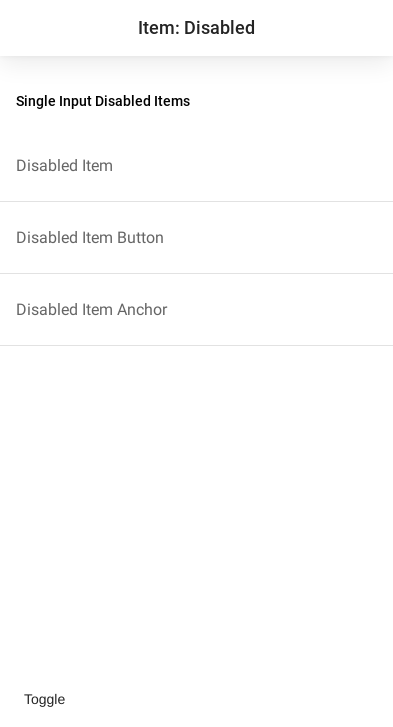 Item: Disabled
Single Input Disabled Items
Disabled Item
Disabled Item Button
Disabled Item Anchor
Toggle